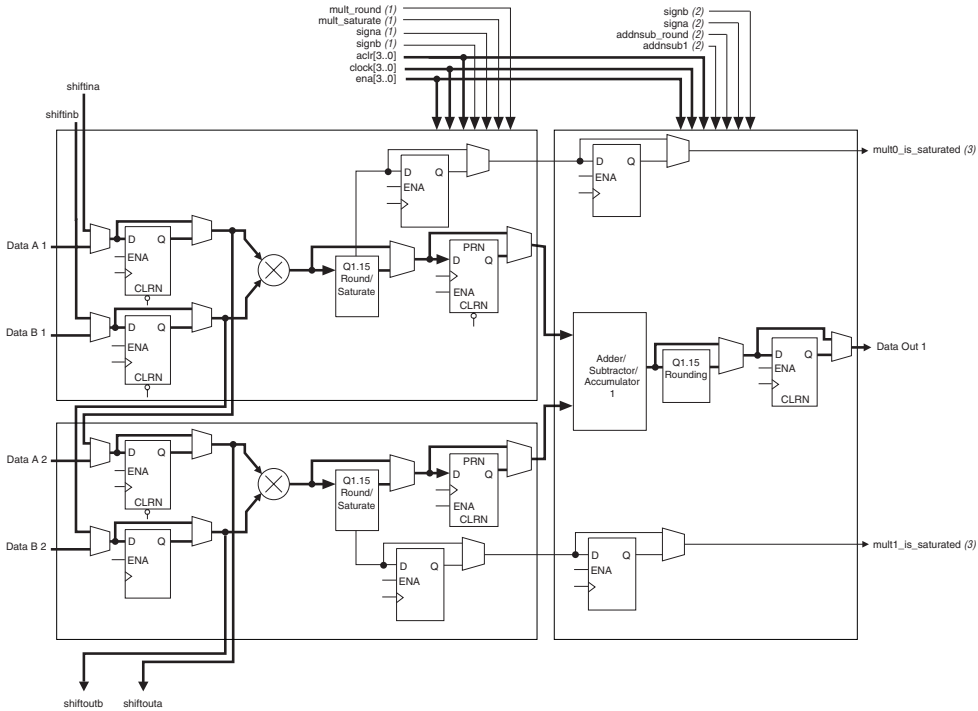 mult_round (1)
mult_saturate (1)
signa (1)
signb (1)
aclr[3..0]
clock[3..0]
ena[3..0]
signb (2)
signa (2)
addnsub_round (2)
addnsub1 (2)
shiftina
shiftinb
D Q
ENA
D Q
ENA
mult0_is_saturated (3)
Data A 1
D Q
ENA
CLRN
Q1.15
Round/
Saturate
PRN
D Q
ENA
CLRN
Data B 1
D Q
ENA
CLRN
Adder/
Subtractor/
Accumulator
1
Q1.15
Rounding
D Q
ENA
CLRN
Data Out 1
Data A 2
D Q
ENA
CLRN
Q1.15
Round/
Saturate
PRN
D Q
ENA
CLRN
Data B 2
D Q
ENA
D Q
ENA
D Q
ENA
mult1_is_saturated (3)
shiftoutb
shiftouta